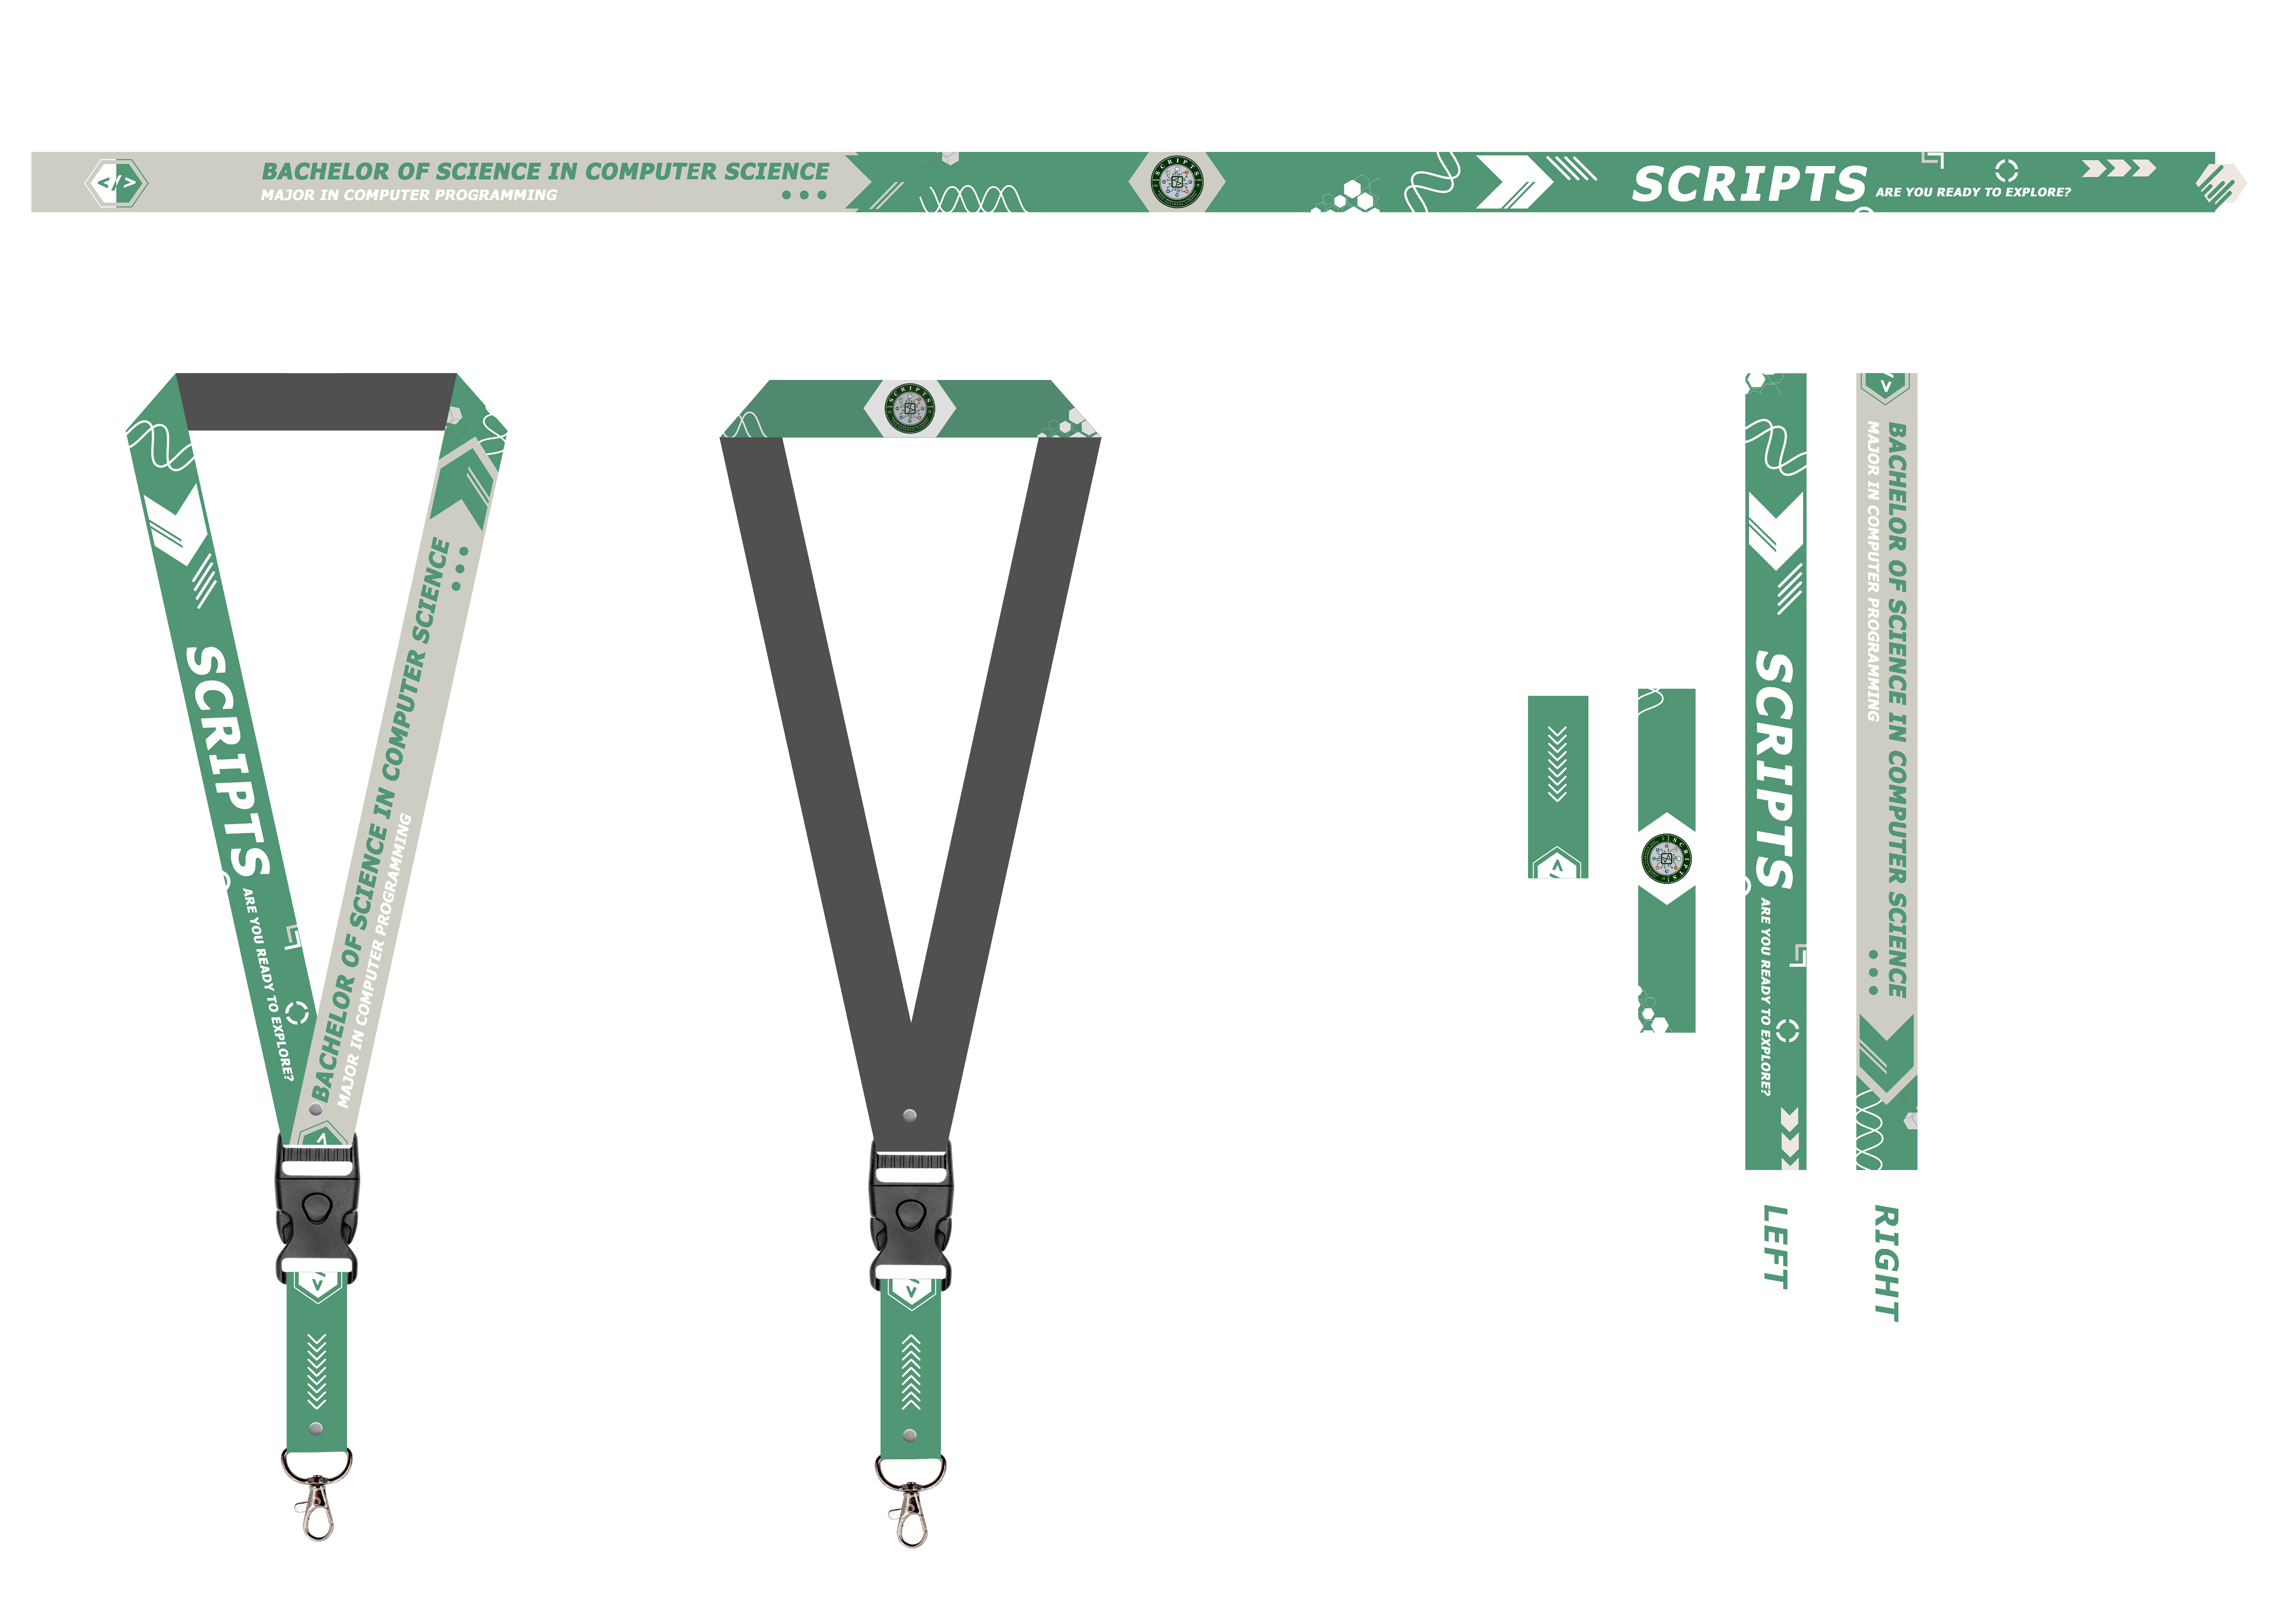 </>
BACHELOR OF SCIENCE IN COMPUTER SCIENCE
MAJOR IN COMPUTER PROGRAMMING
SCRIPTS
SCRIPTS
ARE YOU READY TO EXPLORE?
SCRIPTS
ARE YOU READY TO EXPLORE?
BACHELOR OF SCIENCE IN COMPUTER SCIENCE
MAJOR IN COMPUTER PROGRAMMING
SCRIPTS
SCRIPTS
SCRIPTS
ARE YOU READY TO EXPLORE?
LEFT
BACHELOR OF SCIENCE IN COMPUTER SCIENCE
MAJOR IN COMPUTER PROGRAMMING
RIGHT